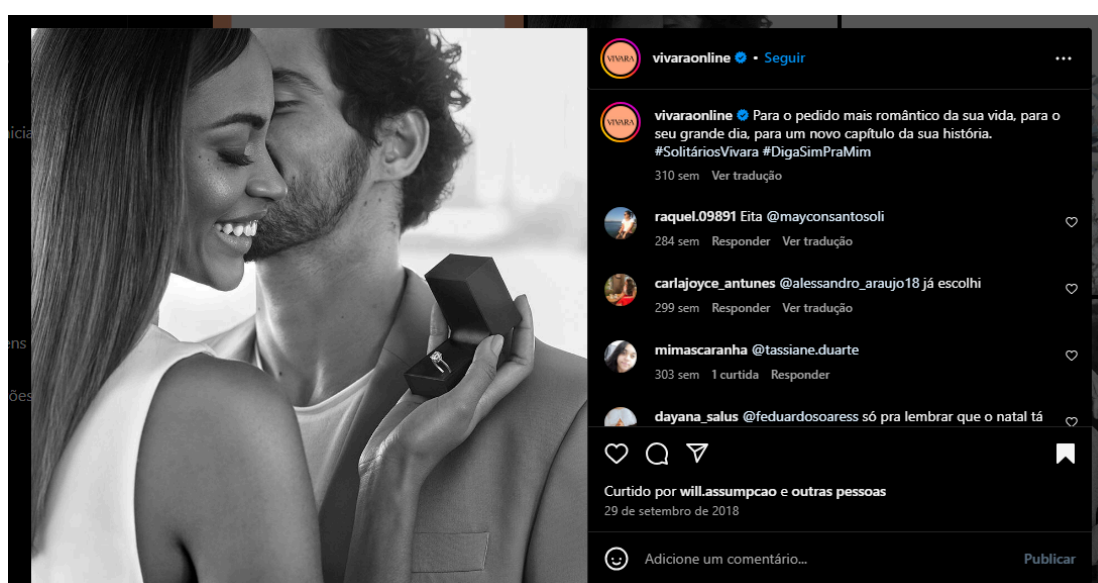 vivaraonline • Seguir
VIVARA
vivaraonline Para o pedido mais romântico da sua vida, para o
seu grande dia, para um novo capítulo da sua história.
#SolitáriosVivara #DigaSimPraMim
310 sem Ver tradução
VIVARA
raquel.09891 Eita @mayconsantosoli
284 sem Responder Ver tradução
carlajoyce_antunes @alessandro_araujo18 já escolhi
299 sem Responder Ver tradução
mimascaranha @tassiane.duarte
303 sem 1 curtida Responder
dayana_salus @feduardosoaress só pra lembrar que o natal tá
Curtido por will.assumpcao e outras pessoas
29 de setembro de 2018
Adicione um comentário... Publicar